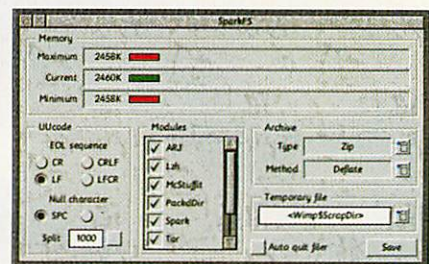 SparkFS
Memory
Maximum 2458K
Current 2460K
Minimum 2458K
UUcode
EOL sequence
CR CRLF
LF LFCR
Null character
SPC
Split 1000
Modules
ARJ
Lzh
McStuffit
PackdDir
Spark
Tar
Archive
Type Zip
Method Deflate
Temporary file
<Wimp$ScrapDir>
Auto quit filer
Save